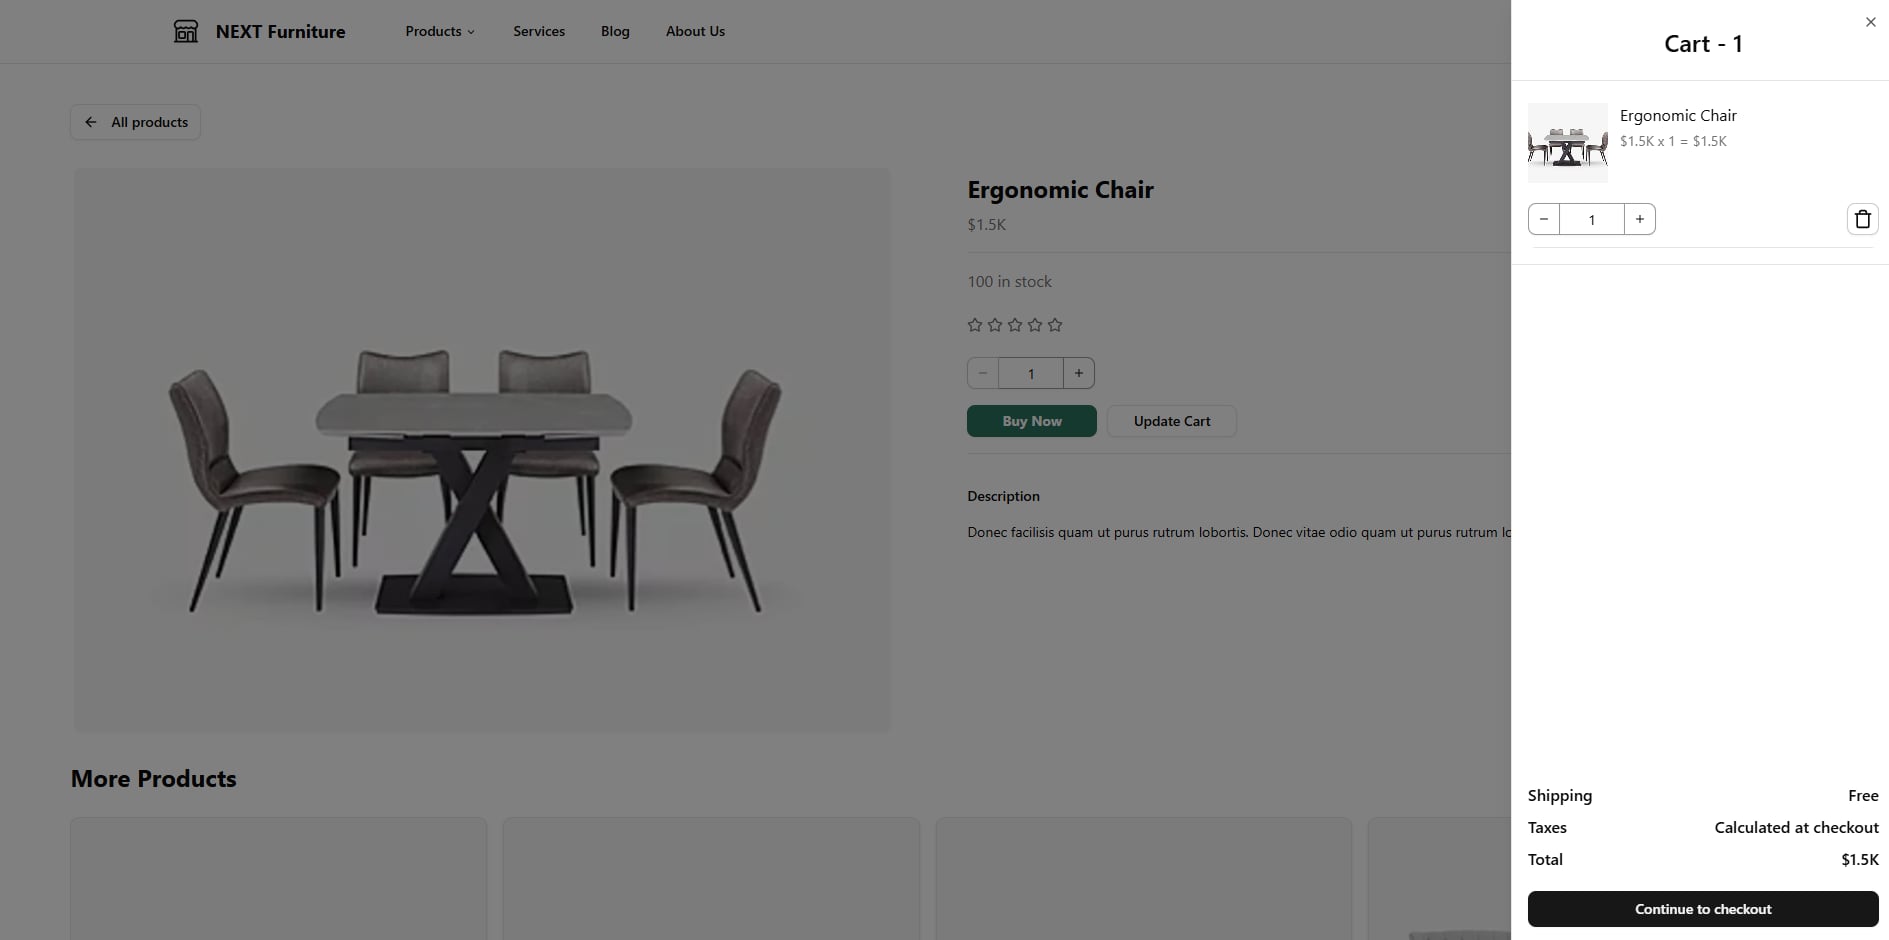 NEXT Furniture
Products
Services
Blog
About Us
All products
Ergonomic Chair
$1.5K
100 in stock
1
Buy Now
Update Cart
Description
Donec facilisis quam ut purus rutrum lobortis. Donec vitae odio quam ut purus rutrum
More Products
Cart - 1
Ergonomic Chair
$1.5K x 1 = $1.5K
1
Shipping Free
Taxes Calculated at checkout
Total $1.5K
Continue to checkout